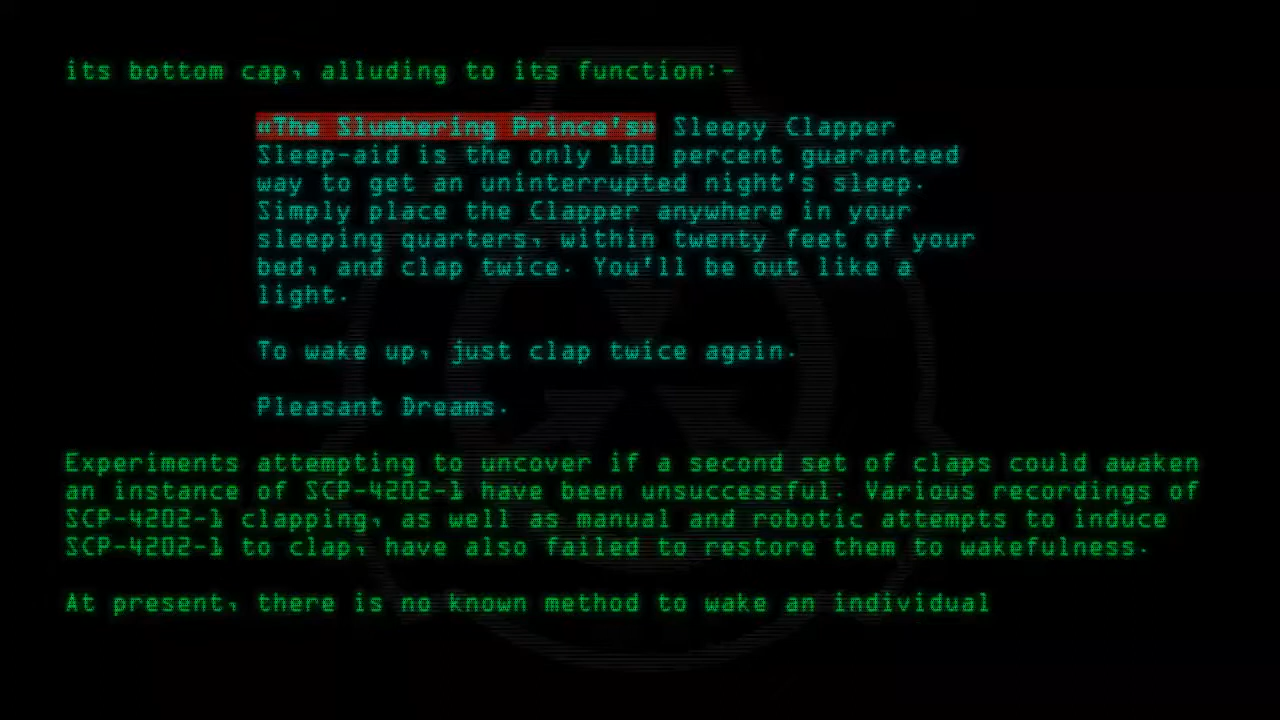 its bottom cap, alluding to its function:-
«The Slumbering Prince's» Sleepy Clapper
Sleep-aid is the only 100 percent guaranteed
way to get an uninterrupted night's sleep.
Simply place the Clapper anywhere in your
sleeping quarters, within twenty feet of your
bed, and clap twice. You'll be out like a
light.
To wake up, just clap twice again.
Pleasant Dreams.
Experiments attempting to uncover if a second set of claps could awaken
an instance of SCP-4202-1 have been unsuccessful. Various recordings of
SCP-4202-1 clapping, as well as manual and robotic attempts to induce
SCP-4202-1 to clap, have also failed to restore them to wakefulness.
At present, there is no known method to wake an individual